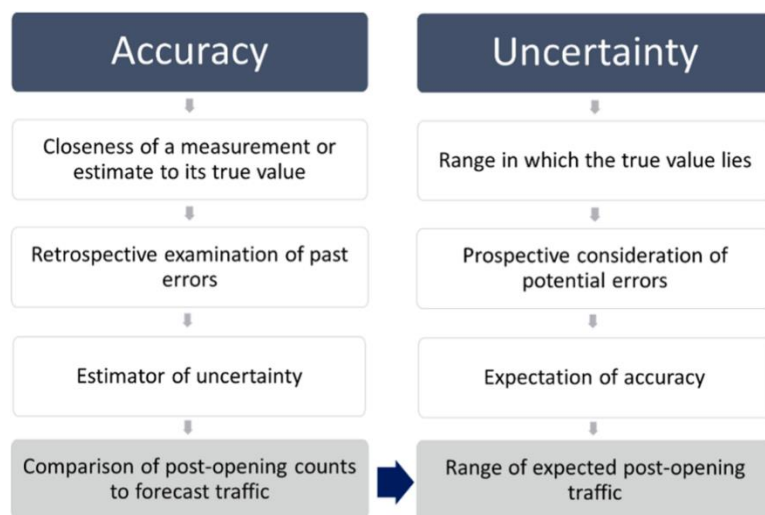 Accuracy
Closeness of a measurement or
estimate to its true value
Retrospective examination of past
errors
Estimator of uncertainty
Comparison of post-opening counts
to forecast traffic
Uncertainty
Range in which the true value lies
Prospective consideration of
potential errors
Expectation of accuracy
Range of expected post-opening
traffic